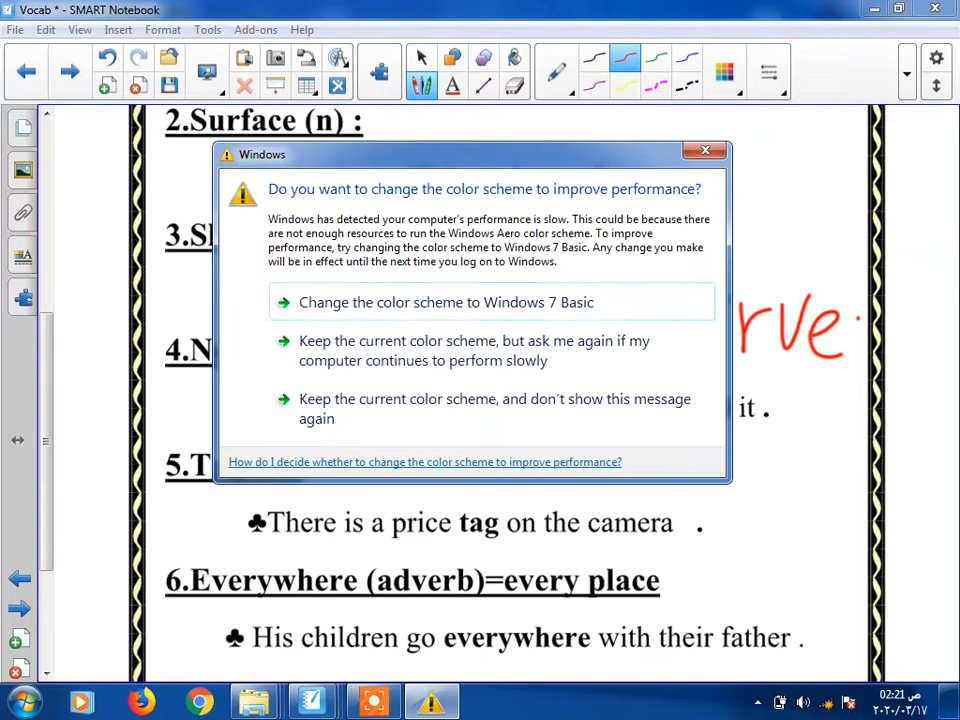 Vocab * - SMART Notebook
File Edit View Insert Format Tools Add-ons Help
2.Surface (n) :
Windows
Do you want to change the color scheme to improve performance?
Windows has detected your computer's performance is slow. This could be because there
are not enough resources to run the Windows Aero color scheme. To improve
performance, try changing the color scheme to Windows 7 Basic. Any change you make
will be in effect until the next time you log on to Windows.
3.S
Change the color scheme to Windows 7 Basic
rve
4.N
Keep the current color scheme, but ask me again if my
computer continues to perform slowly
Keep the current color scheme, and don't show this message
again
it .
How do I decide whether to change the color scheme to improve performance?
5.T
♣There is a price tag on the camera .
6.Everywhere (adverb)=every place
♣ His children go everywhere with their father .
02:21 ص
٢٠٢٠/٠٣/١٧